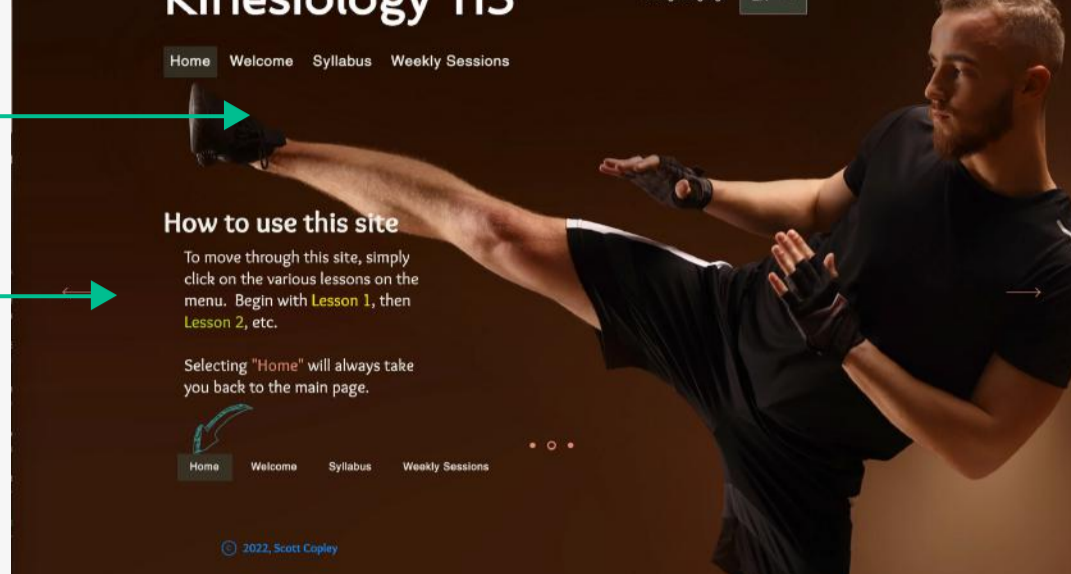 Kinesiology 115
Home Welcome Syllabus Weekly Sessions
How to use this site
To move through this site, simply
click on the various lessons on the
menu. Begin with Lesson 1, then
Lesson 2, etc.
Selecting "Home" will always take
you back to the main page.
Home Welcome Syllabus Weekly Sessions
© 2022, Scott Copley